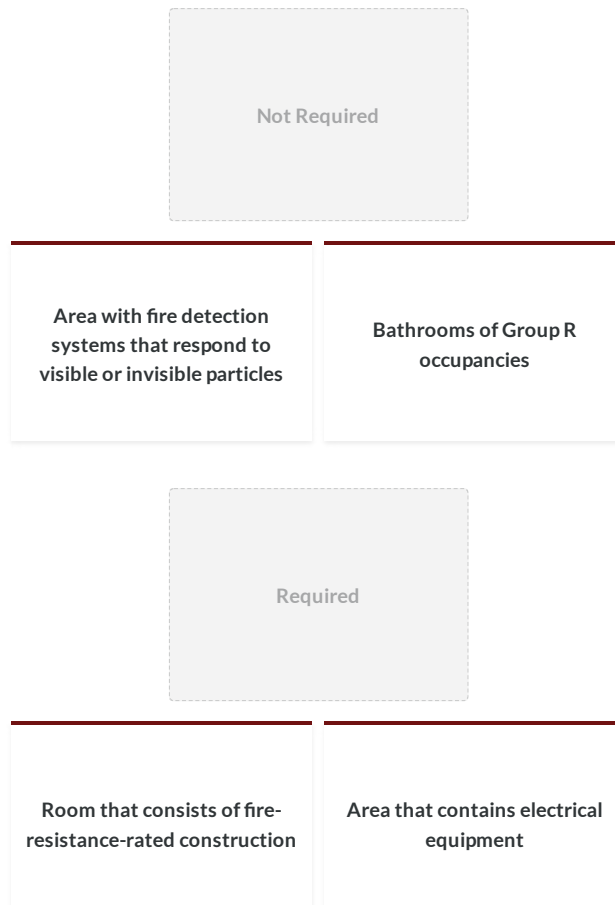 Not Required
Area with fire detection
systems that respond to
visible or invisible particles
Bathrooms of Group R
occupancies
Required
Room that consists of fire-
resistance-rated construction
Area that contains electrical
equipment